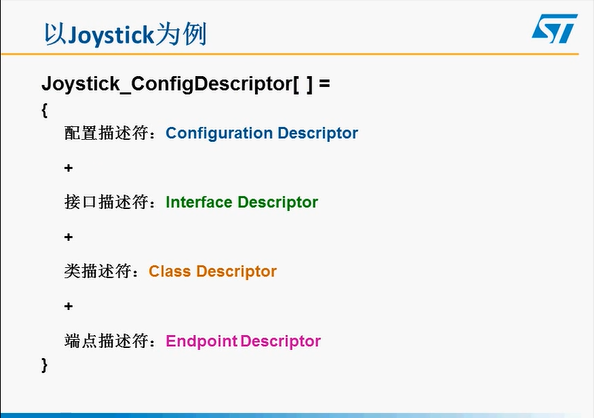 以Joystick为例
ST
Joystick_ConfigDescriptor[ ] =
{
配置描述符：Configuration Descriptor
+
接口描述符：Interface Descriptor
+
类描述符：Class Descriptor
+
端点描述符：Endpoint Descriptor
}